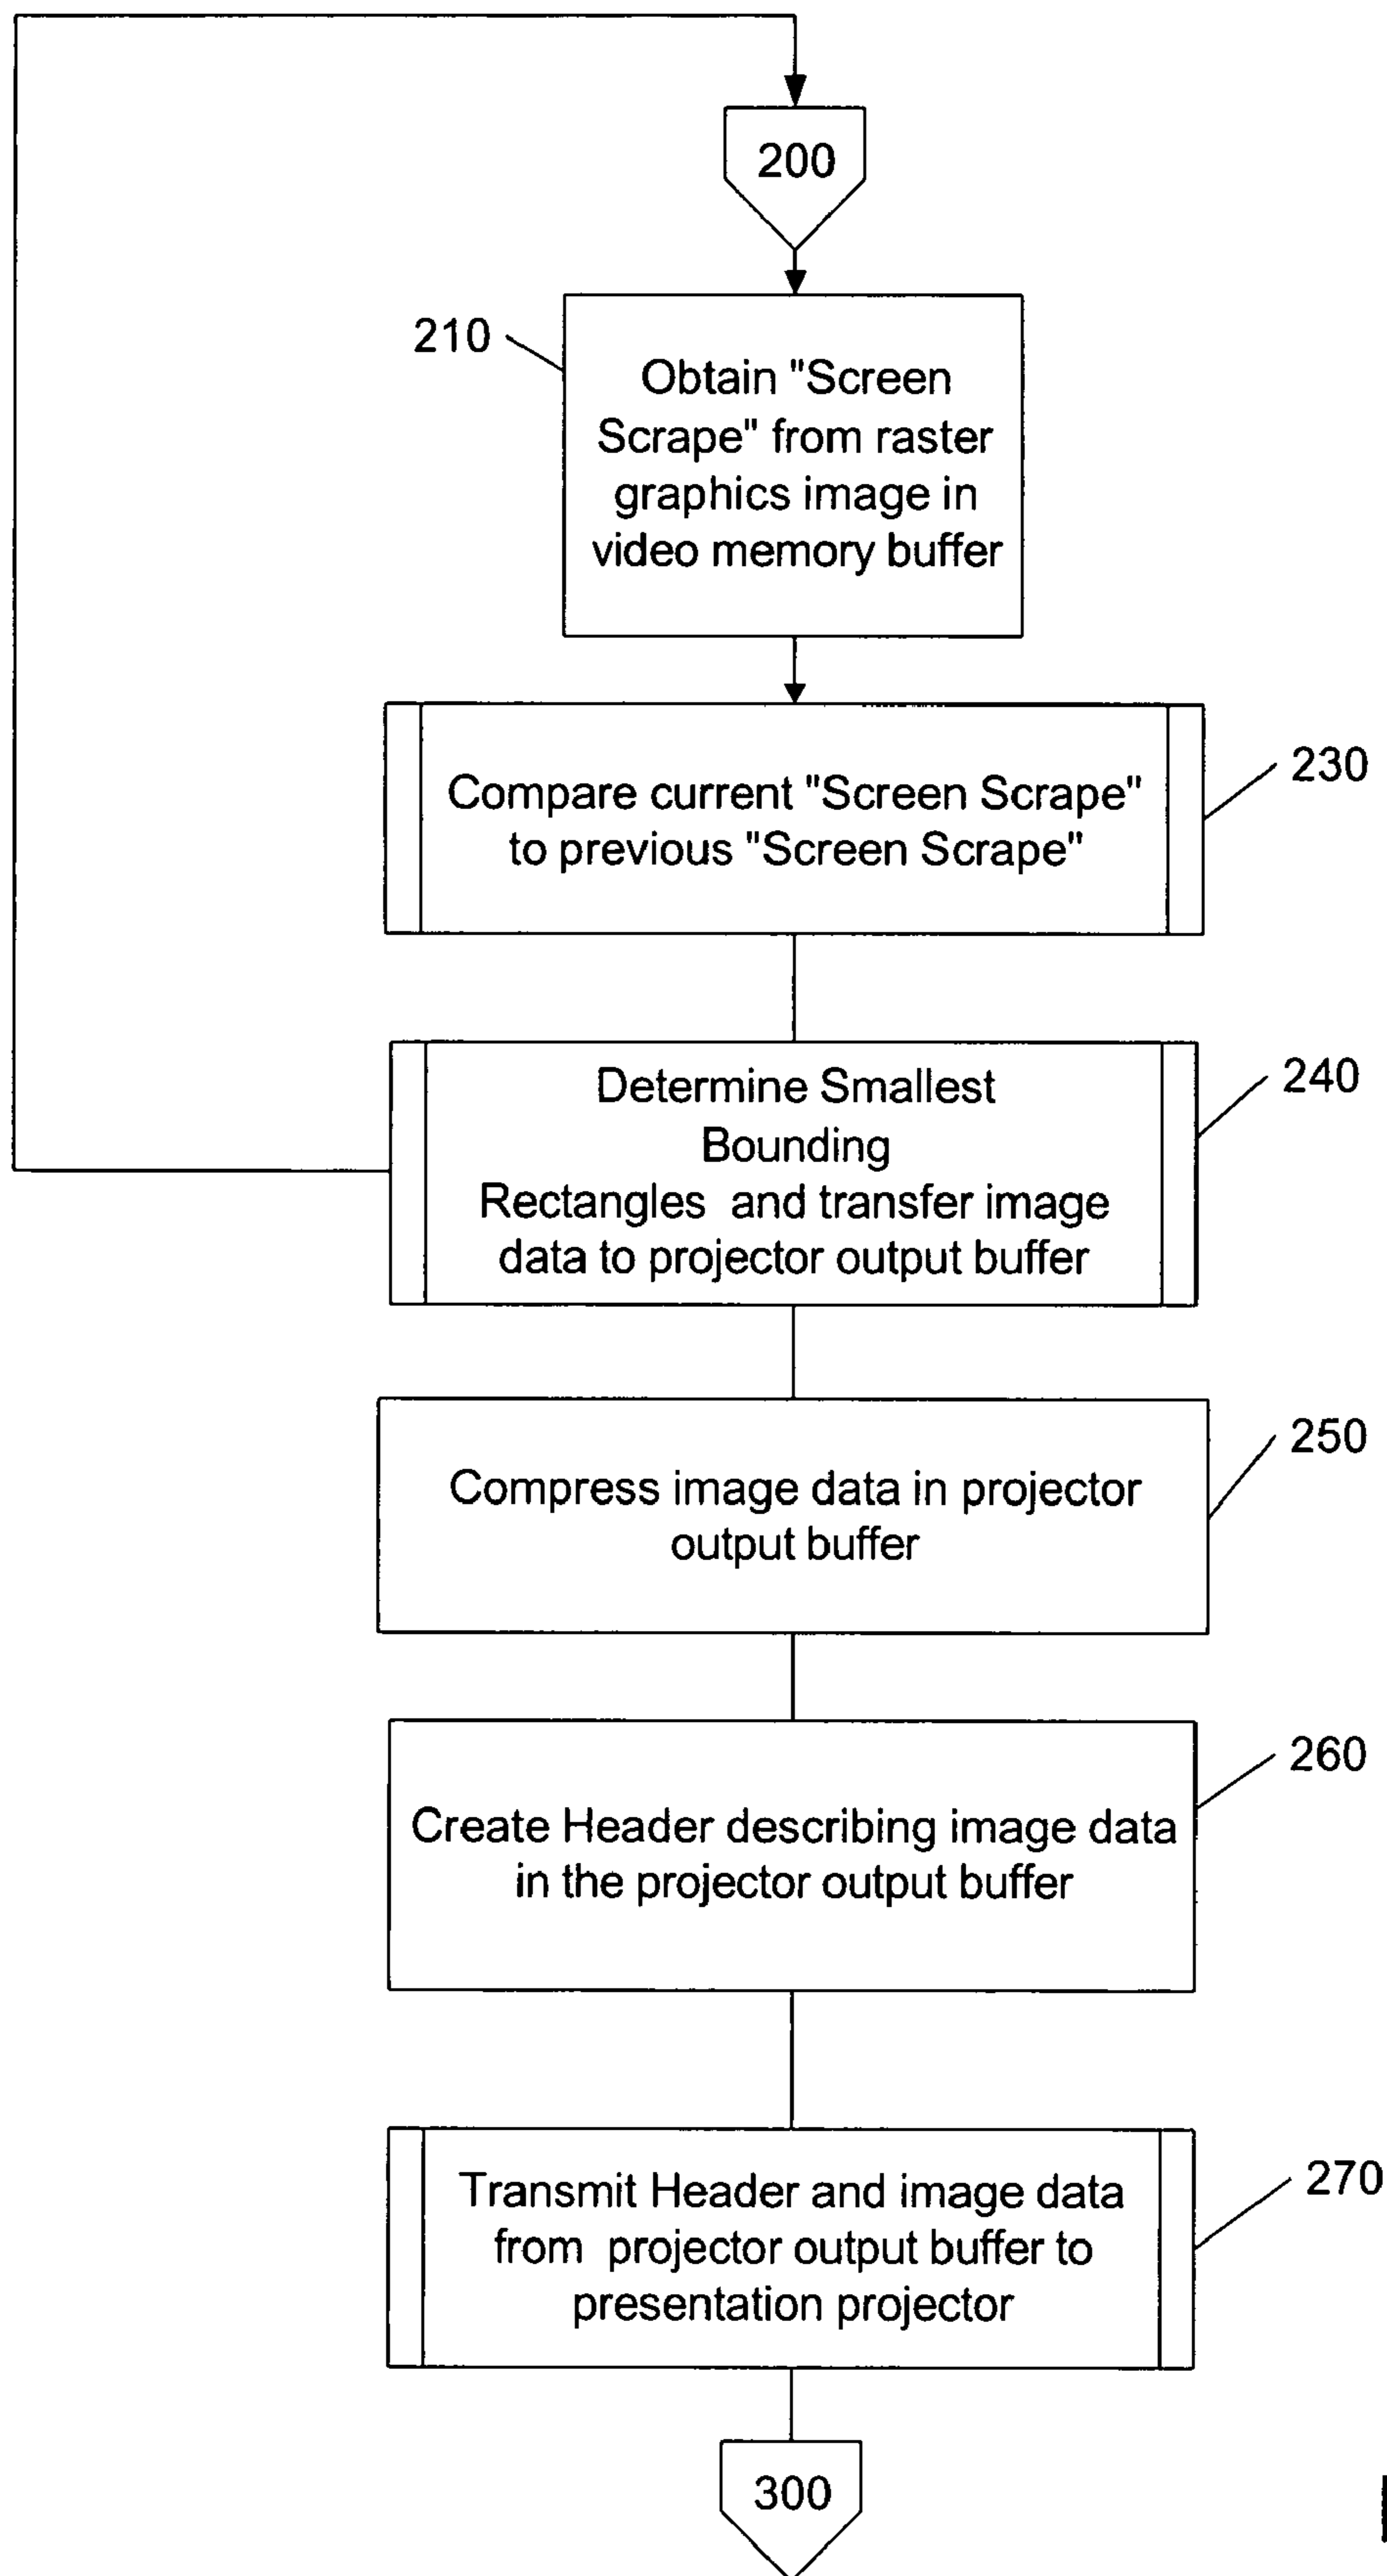 200
210
Obtain "Screen
Scrape" from raster
graphics image in
video memory buffer
230
Compare current "Screen Scrape"
to previous "Screen Scrape"
240
Determine Smallest
Bounding
Rectangles and transfer image
data to projector output buffer
250
Compress image data in projector
output buffer
260
Create Header describing image data
in the projector output buffer
270
Transmit Header and image data
from projector output buffer to
presentation projector
300